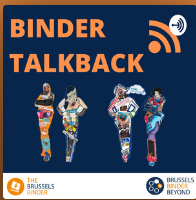 BINDER
TALKBACK
THE
BRUSSELS
BINDER
BRUSSELS
BINDER
BEYOND